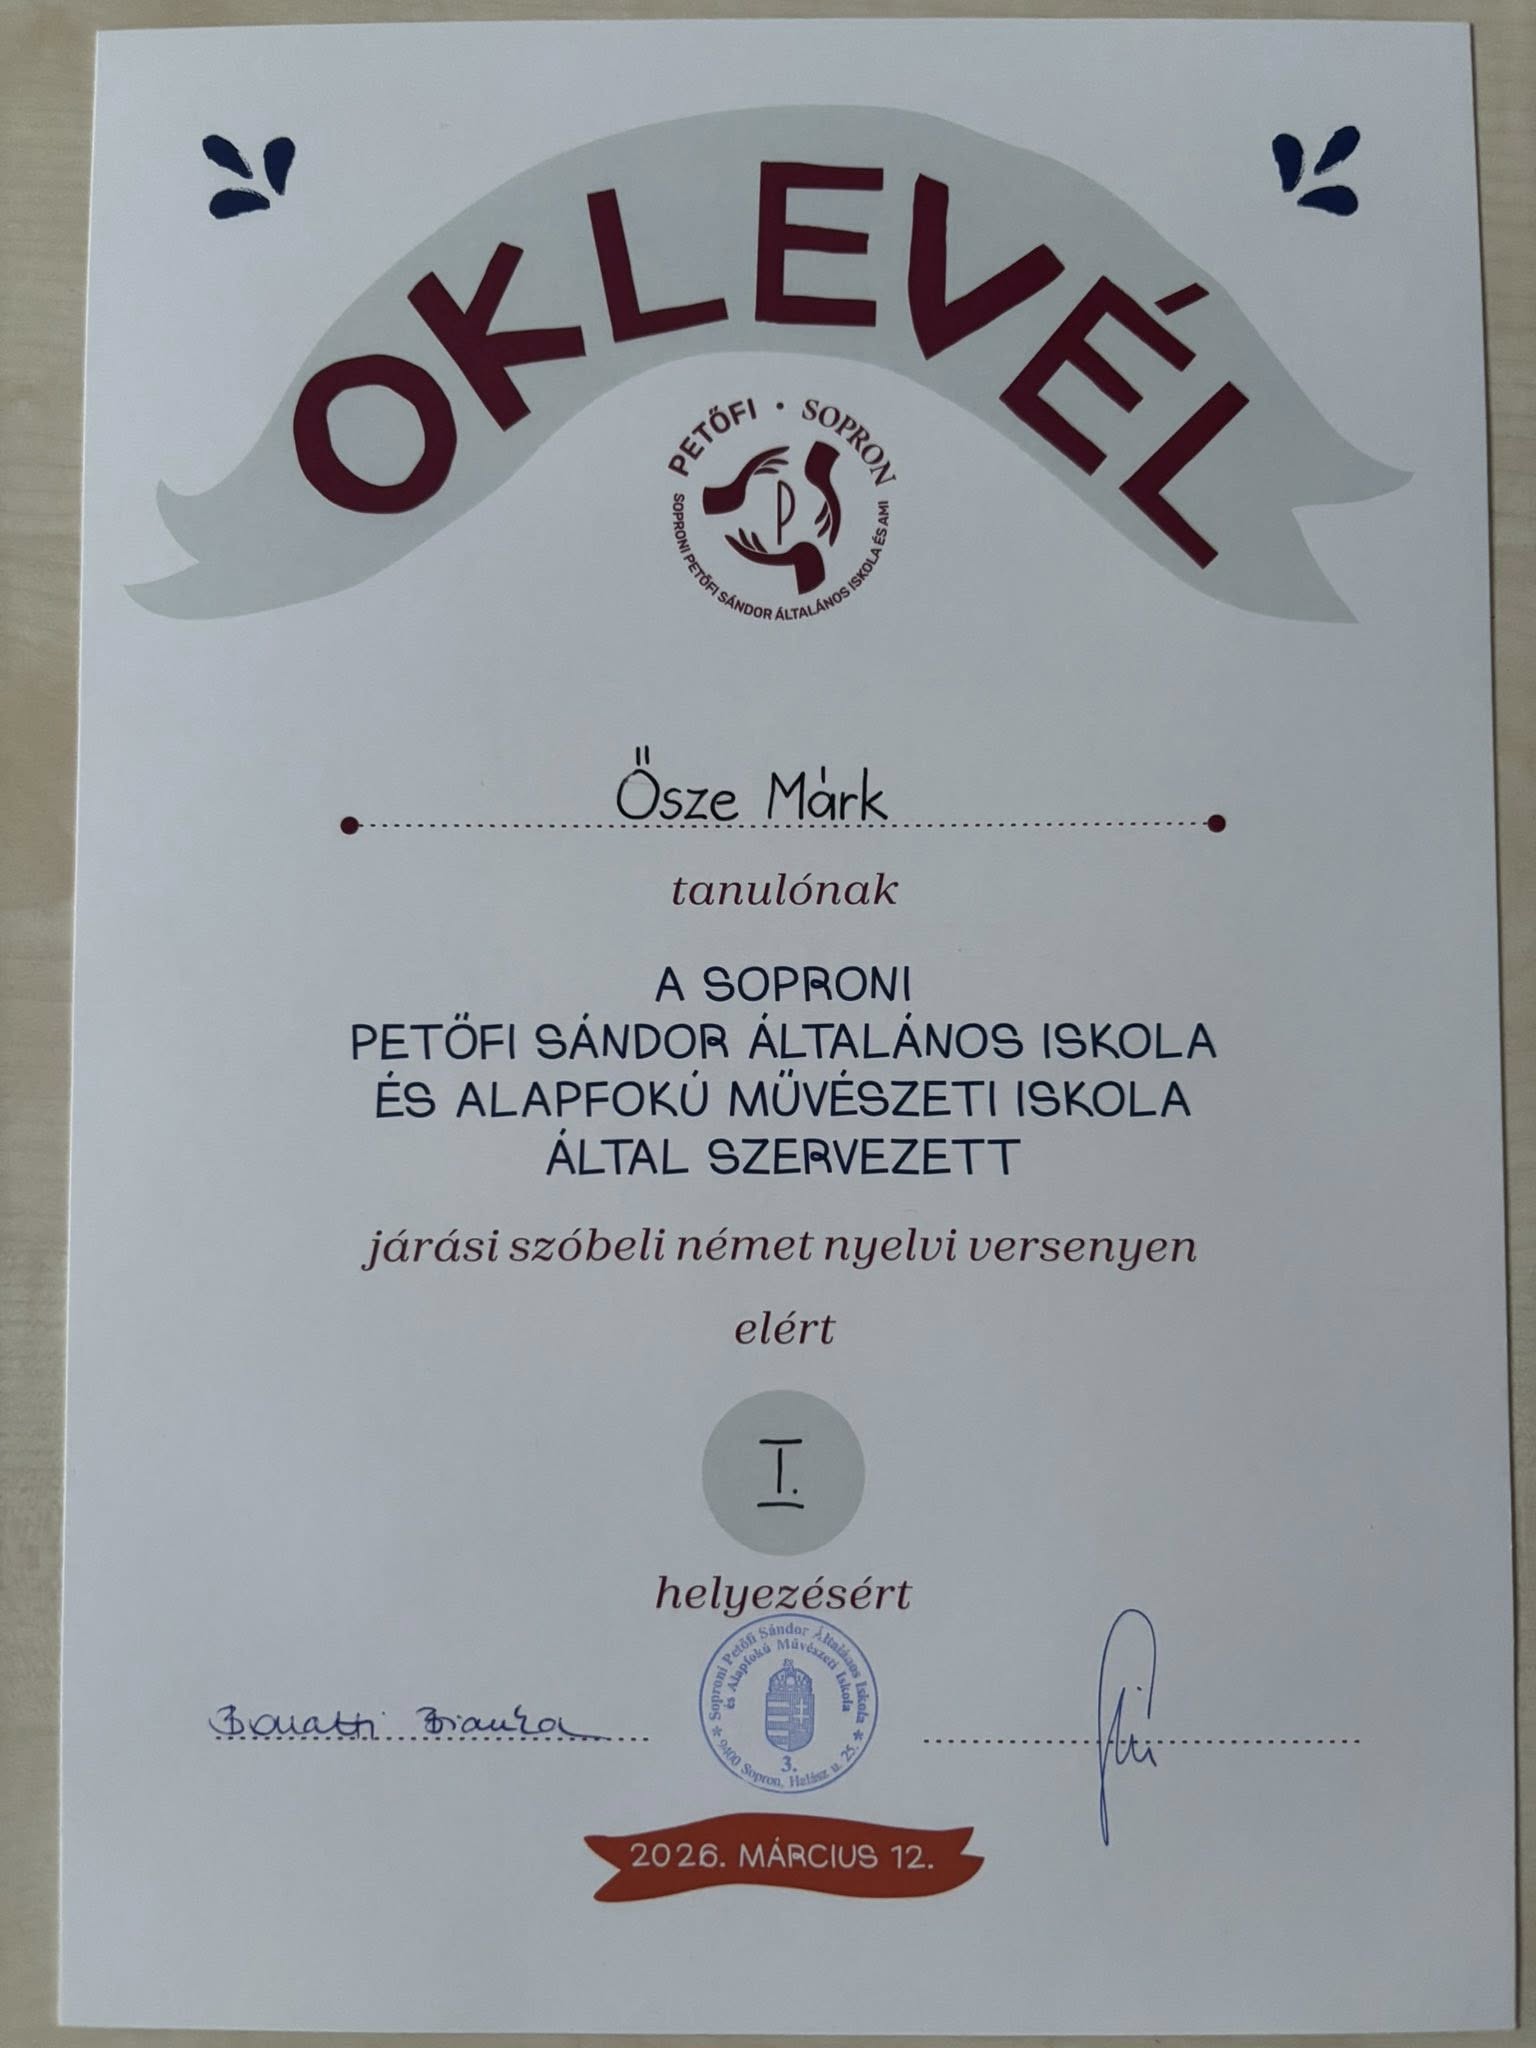 OKLEVÉL
PETŐFI • SOPRON
SOPRONI PETŐFI SÁNDOR ÁLTALÁNOS ISKOLA ÉS AMI
P
Ősze Márk
tanulónak
A SOPRONI
PETŐFI SÁNDOR ÁLTALÁNOS ISKOLA
ÉS ALAPFOKÚ MŰVÉSZETI ISKOLA
ÁLTAL SZERVEZETT
járási szóbeli német nyelvi versenyen
elért
I.
helyezésért
Soproni Petőfi Sándor Általános Iskola
és Alapfokú Művészeti Iskola
3.
* 9400 Sopron, Halász u. 25. *
Bianka
2026. MÁRCIUS 12.